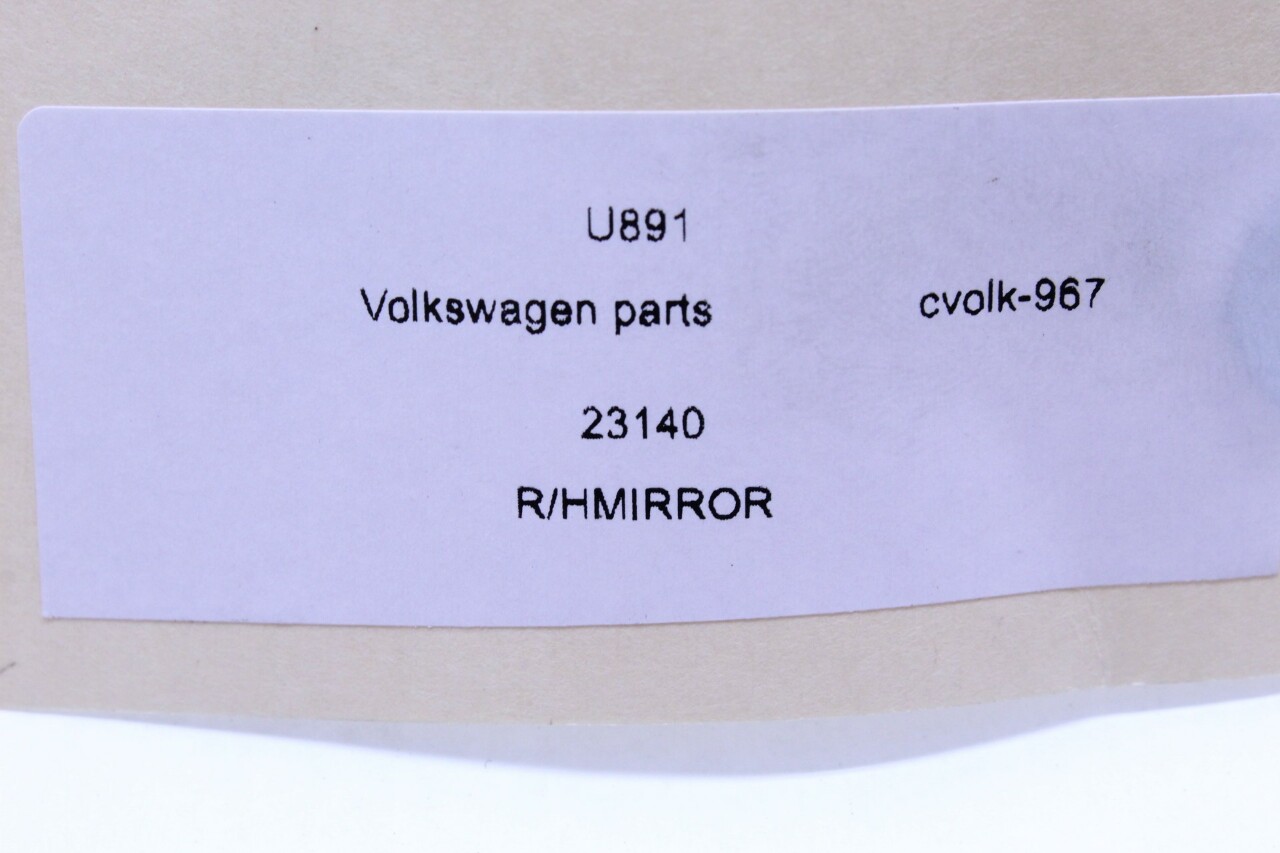 U891
Volkswagen parts cvolk-967
23140
R/HMIRROR